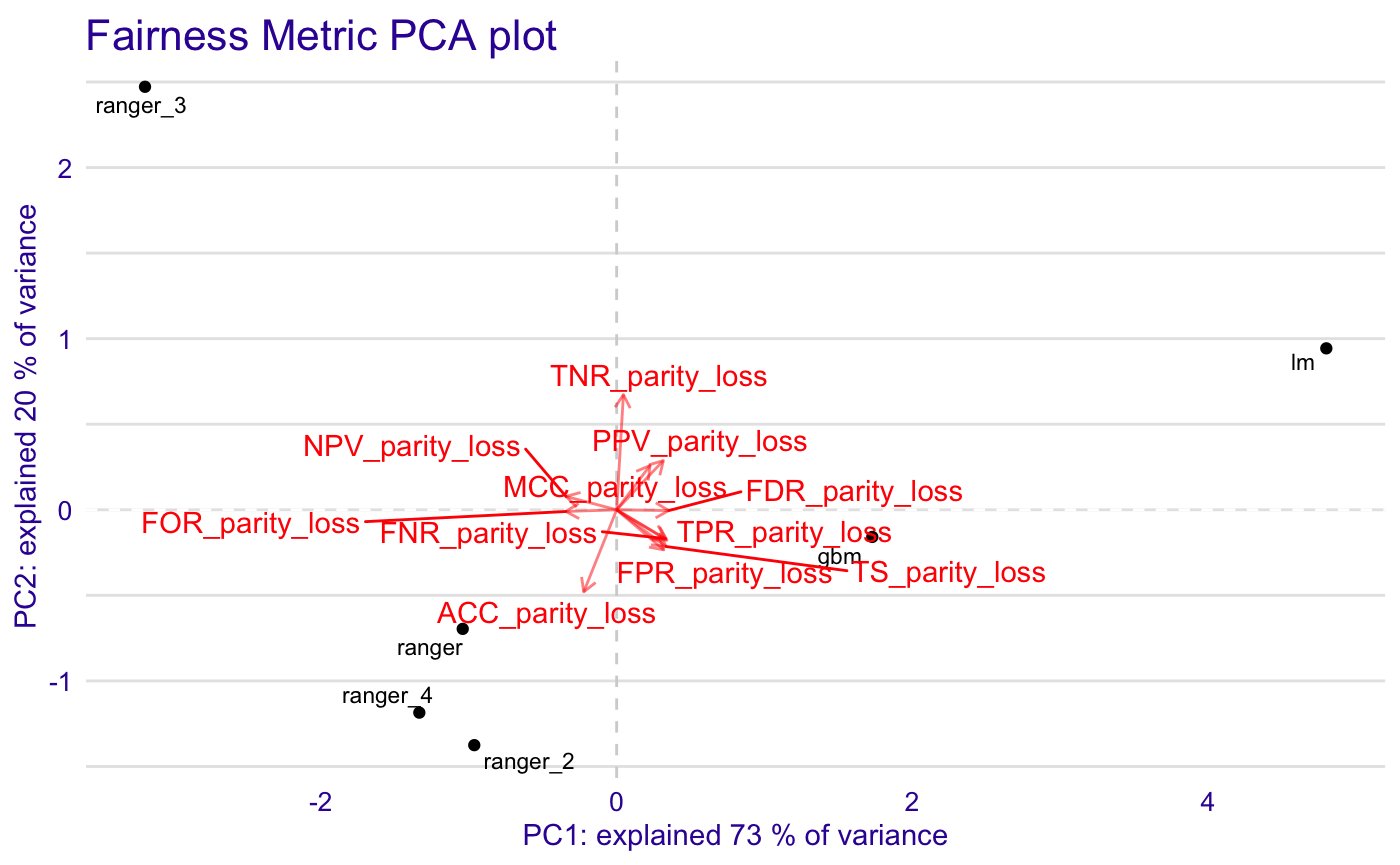 Fairness Metric PCA plot
ranger_3
2
PC2: explained 20 % of variance
1
lm
TNR_parity_loss
NPV_parity_loss
PPV_parity_loss
MCC_parity_loss
FDR_parity_loss
0
FOR_parity_loss
FNR_parity_loss
TPR_parity_loss
gbm
FPR_parity_loss
TS_parity_loss
ACC_parity_loss
ranger
-1
ranger_4
ranger_2
-2
0
2
4
PC1: explained 73 % of variance